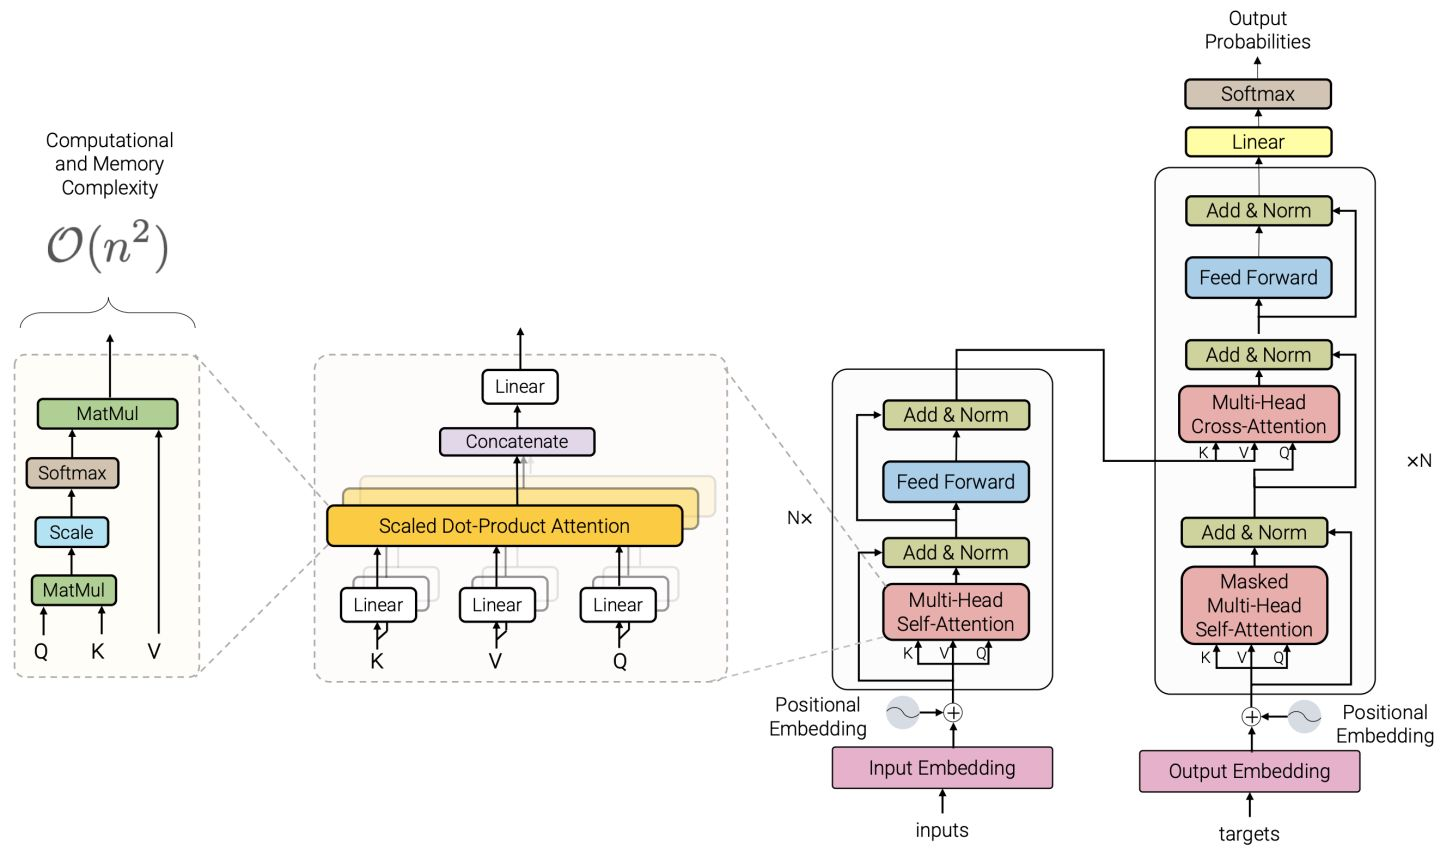 Computational
and Memory
Complexity
O(n²)
MatMul
Softmax
Scale
MatMul
Q
K
V
Linear
Concatenate
Scaled Dot-Product Attention
Linear
Linear
Linear
K
V
Q
N×
Add & Norm
Feed Forward
Add & Norm
Multi-Head
Self-Attention
K
V
Q
Positional
Embedding
Input Embedding
inputs
Output
Probabilities
Softmax
Linear
Add & Norm
Feed Forward
Add & Norm
Multi-Head
Cross-Attention
K
V
Q
×N
Add & Norm
Masked
Multi-Head
Self-Attention
K
V
Q
Positional
Embedding
Output Embedding
targets